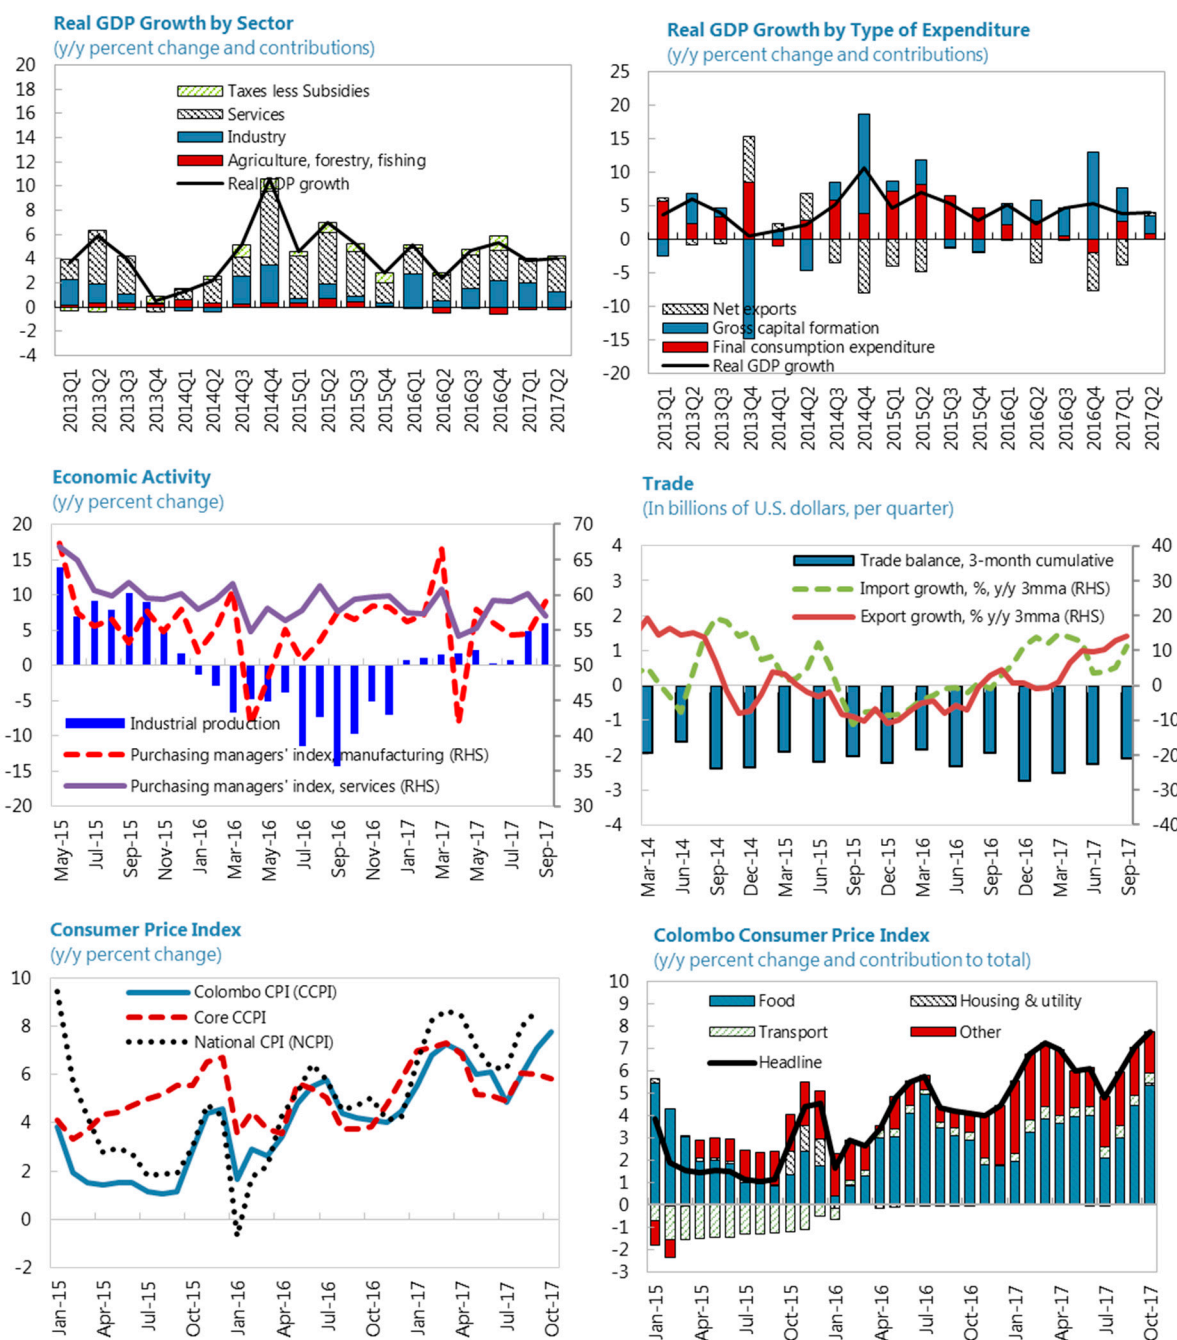 Real GDP Growth by Sector
(y/y percent change and contributions)
20
18
16
14
12
10
8
6
4
2
0
-2
-4
Taxes less Subsidies
Services
Industry
Agriculture, forestry, fishing
Real GDP growth
2013Q1
2013Q2
2013Q3
2013Q4
2014Q1
2014Q2
2014Q3
2014Q4
2015Q1
2015Q2
2015Q3
2015Q4
2016Q1
2016Q2
2016Q3
2016Q4
2017Q1
2017Q2
Real GDP Growth by Type of Expenditure
(y/y percent change and contributions)
25
20
15
10
5
0
-5
-10
-15
-20
Net exports
Gross capital formation
Final consumption expenditure
Real GDP growth
2013Q1
2013Q2
2013Q3
2013Q4
2014Q1
2014Q2
2014Q3
2014Q4
2015Q1
2015Q2
2015Q3
2015Q4
2016Q1
2016Q2
2016Q3
2016Q4
2017Q1
2017Q2
Economic Activity
(y/y percent change)
20
15
10
5
0
-5
-10
-15
-20
70
65
60
55
50
45
40
35
30
Industrial production
Purchasing managers' index, manufacturing (RHS)
Purchasing managers' index, services (RHS)
May-15
Jul-15
Sep-15
Nov-15
Jan-16
Mar-16
May-16
Jul-16
Sep-16
Nov-16
Jan-17
Mar-17
May-17
Jul-17
Sep-17
Trade
(In billions of U.S. dollars, per quarter)
4
3
2
1
0
-1
-2
-3
-4
40
30
20
10
0
-10
-20
-30
-40
Trade balance, 3-month cumulative
Import growth, %, y/y 3mma (RHS)
Export growth, % y/y 3mma (RHS)
Mar-14
Jun-14
Sep-14
Dec-14
Mar-15
Jun-15
Sep-15
Dec-15
Mar-16
Jun-16
Sep-16
Dec-16
Mar-17
Jun-17
Sep-17
Consumer Price Index
(y/y percent change)
10
8
6
4
2
0
-2
Colombo CPI (CCPI)
Core CCPI
National CPI (NCPI)
Jan-15
Apr-15
Jul-15
Oct-15
Jan-16
Apr-16
Jul-16
Oct-16
Jan-17
Apr-17
Jul-17
Oct-17
Colombo Consumer Price Index
(y/y percent change and contribution to total)
10
9
8
7
6
5
4
3
2
1
0
-1
-2
-3
Food
Housing & utility
Transport
Other
Headline
Jan-15
Apr-15
Jul-15
Oct-15
Jan-16
Apr-16
Jul-16
Oct-16
Jan-17
Apr-17
Jul-17
Oct-17